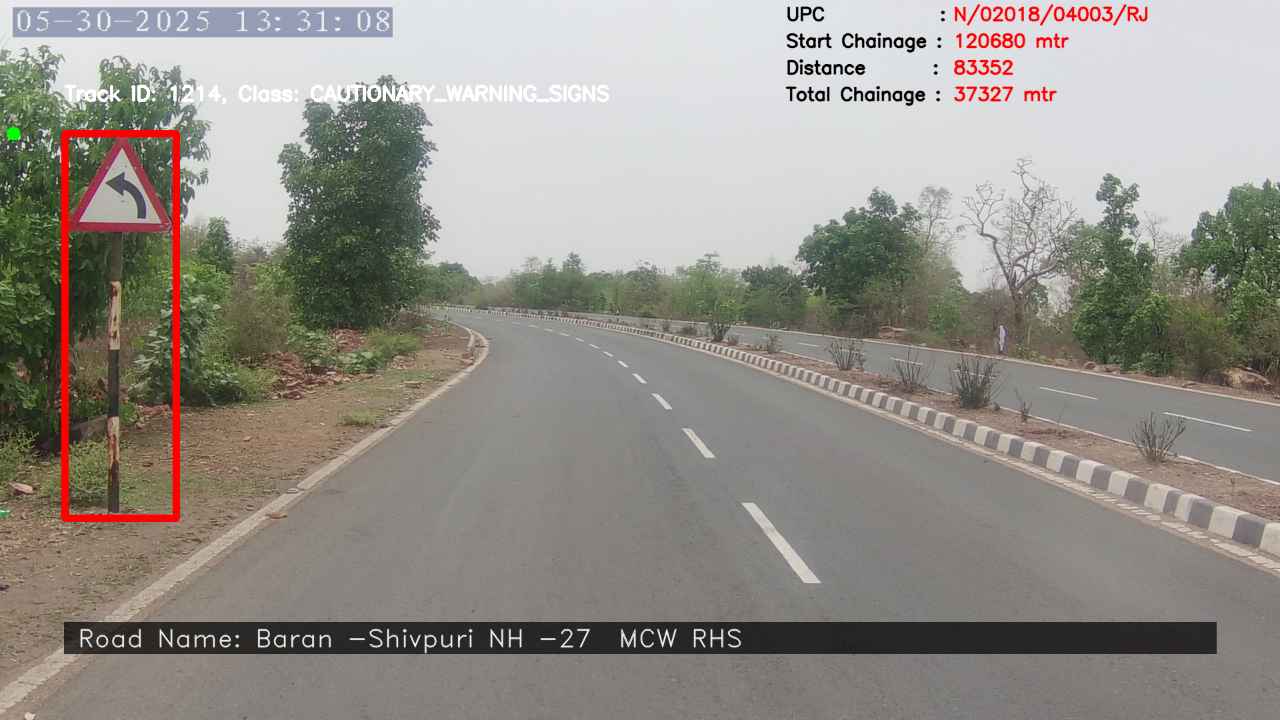 05-30-2025 13:31:08
UPC : N/02018/04003/RJ
Start Chainage : 120680 mtr
Distance : 83352
Total Chainage : 37327 mtr
Track ID: 1214, Class: CAUTIONARY_WARNING_SIGNS
Road Name: Baran -Shivpuri NH -27 MCW RHS